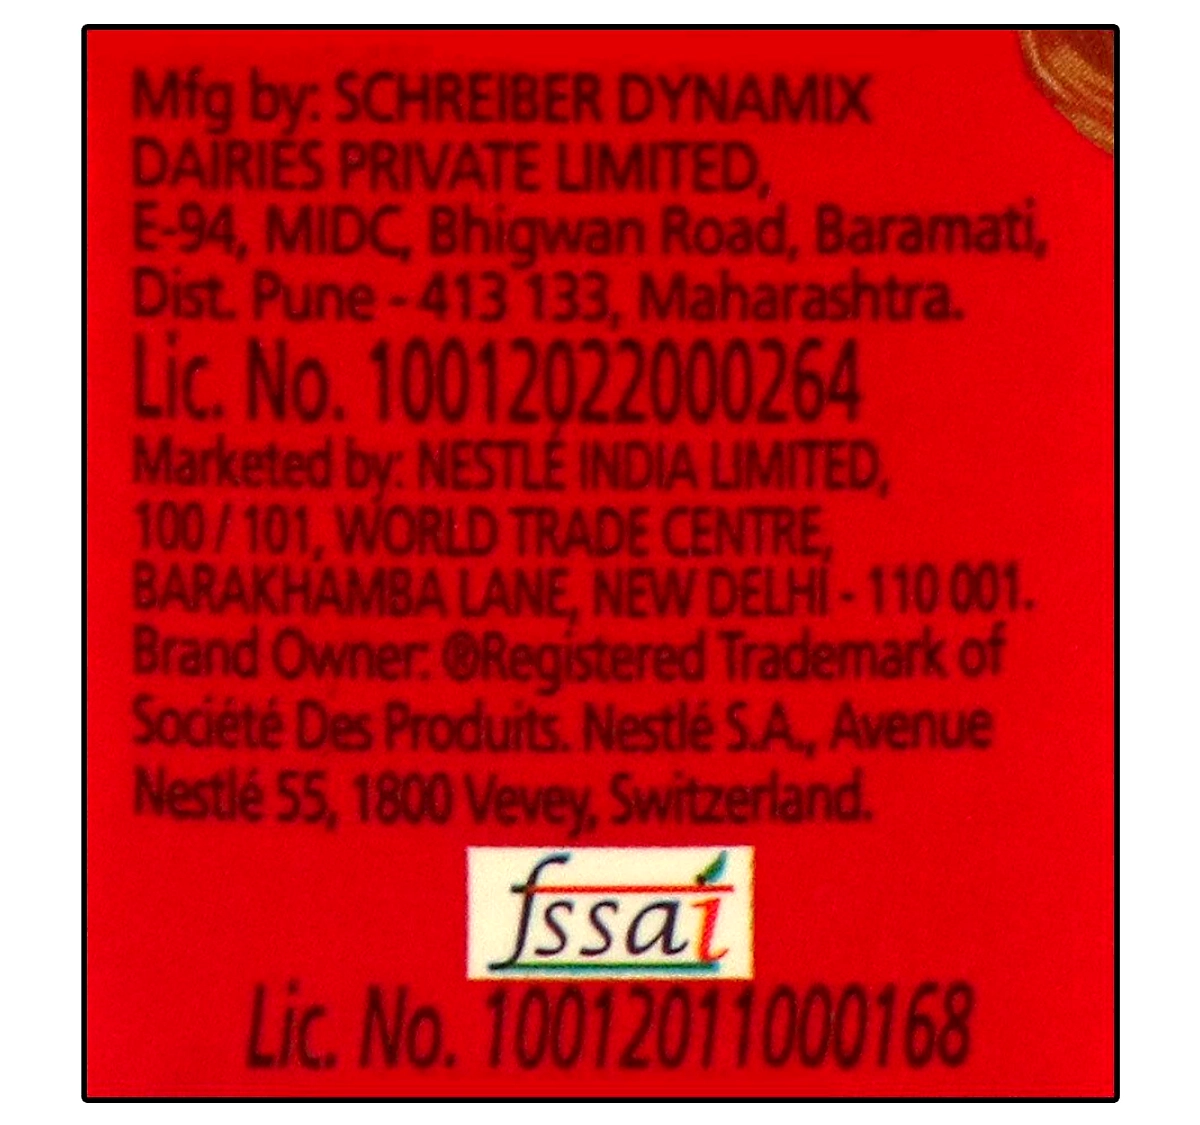 Mfg by: SCHREIBER DYNAMIX
DAIRIES PRIVATE LIMITED,
E-94, MIDC, Bhigwan Road, Baramati,
Dist. Pune - 413 133, Maharashtra.
Lic. No. 10012022000264
Marketed by: NESTLÉ INDIA LIMITED,
100 / 101, WORLD TRADE CENTRE,
BARAKHAMBA LANE, NEW DELHI - 110 001.
Brand Owner: ®Registered Trademark of
Société Des Produits. Nestlé S.A., Avenue
Nestlé 55, 1800 Vevey, Switzerland.
fssai
Lic. No. 10012011000168